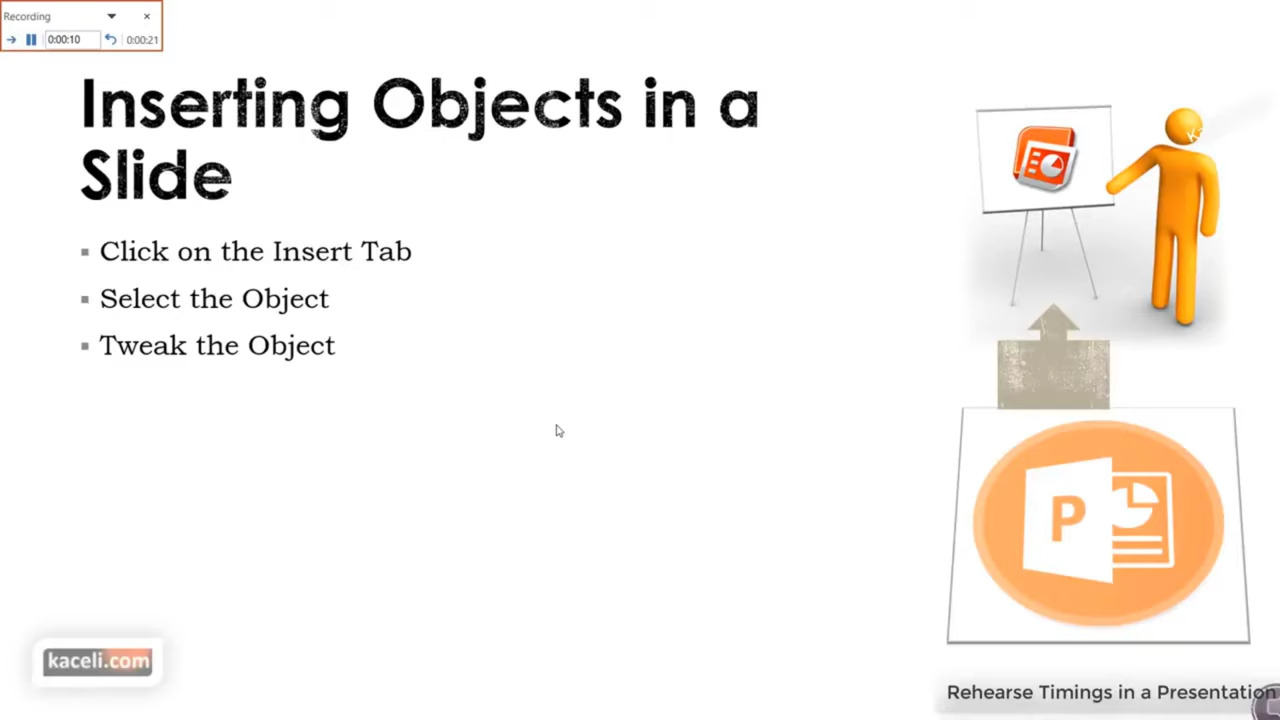 Recording
0:00:10 0:00:21
Inserting Objects in a
Slide
Click on the Insert Tab
Select the Object
Tweak the Object
P
kaceli.com
Rehearse Timings in a Presentation